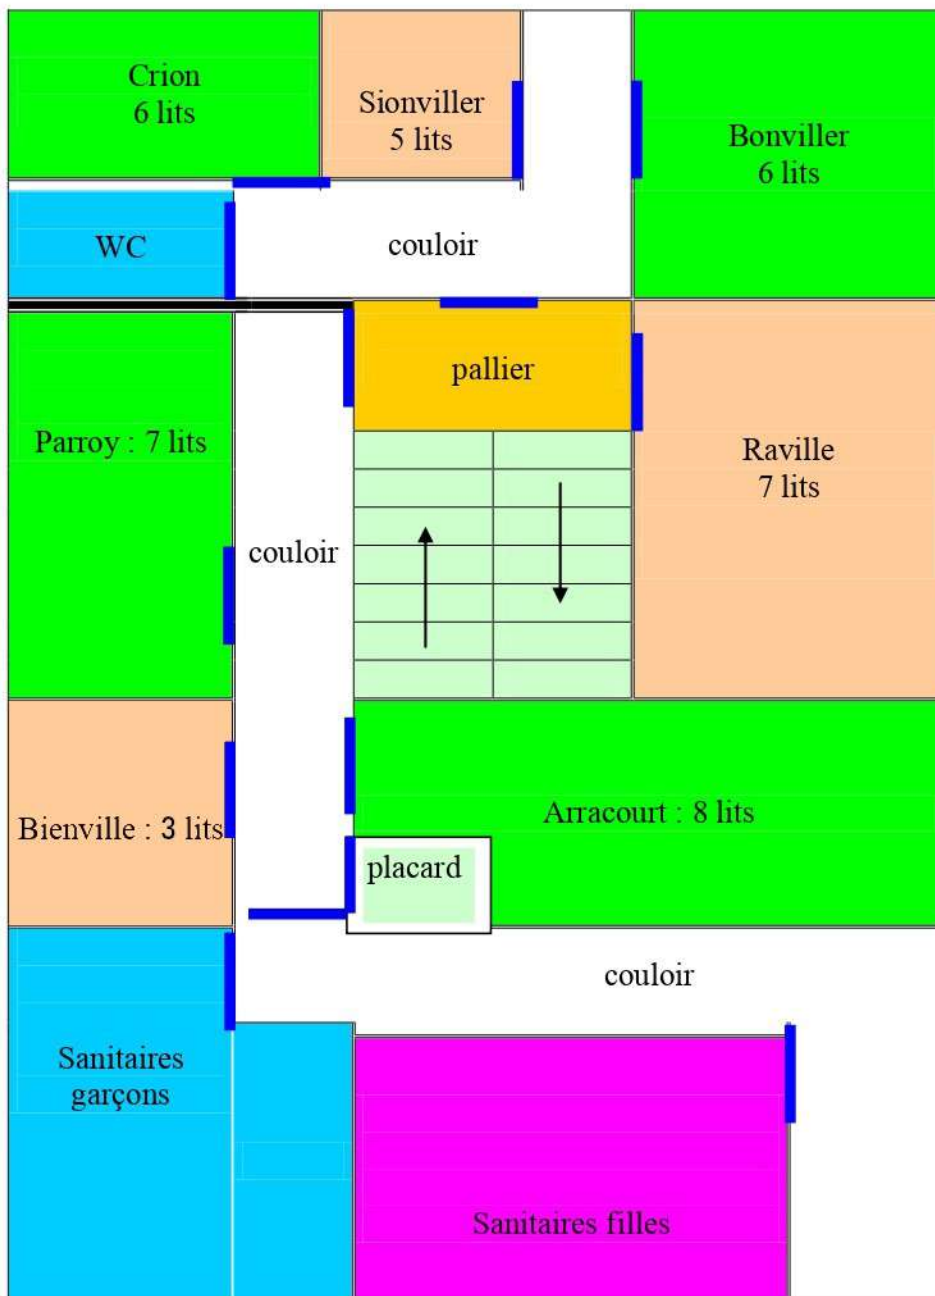 Crion
6 lits
Sionviller
5 lits
Bonviller
6 lits
WC
couloir
pallier
Parroy : 7 lits
Raville
7 lits
couloir
Bienville : 3 lits
Arracourt : 8 lits
placard
couloir
Sanitaires
garçons
Sanitaires filles